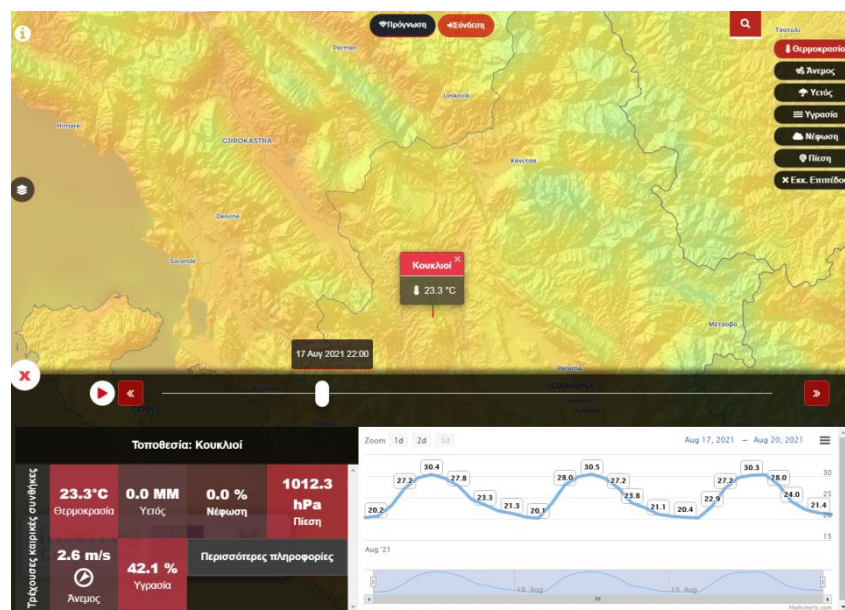 Πρόγνωση
Σύνδεση
Τσοτύλι
Θερμοκρασία
Përmet
Άνεμος
Leskovik
Υετός
Υγρασία
Himarë
GJIROKASTRA
Νέφωση
Κόνιτσα
Πίεση
✕ Εκκ. Επιπέδου
Delvinë
Sarandë
Κουκλιοί ×
23.3 °C
Μέτσοβο
17 Αυγ 2021 22:00
Perama
IOANNINA
CORFU
Τοποθεσία: Κουκλιοί
Τρέχουσες καιρικές συνθήκες
23.3°C
Θερμοκρασία
0.0 MM
Υετός
0.0 %
Νέφωση
1012.3
hPa
Πίεση
2.6 m/s
Άνεμος
42.1 %
Υγρασία
Περισσότερες πληροφορίες
Zoom 1d 2d 3d
Aug 17, 2021 – Aug 20, 2021
20.2 27.2 30.4 27.8 23.3 21.3 20.1 28.0 30.5 27.2 23.8 21.1 20.4 22.9 27.2 30.3 28.0 24.0 21.4
30
25
20
15
Aug '21
18. Aug
19. Aug
Highcharts.com